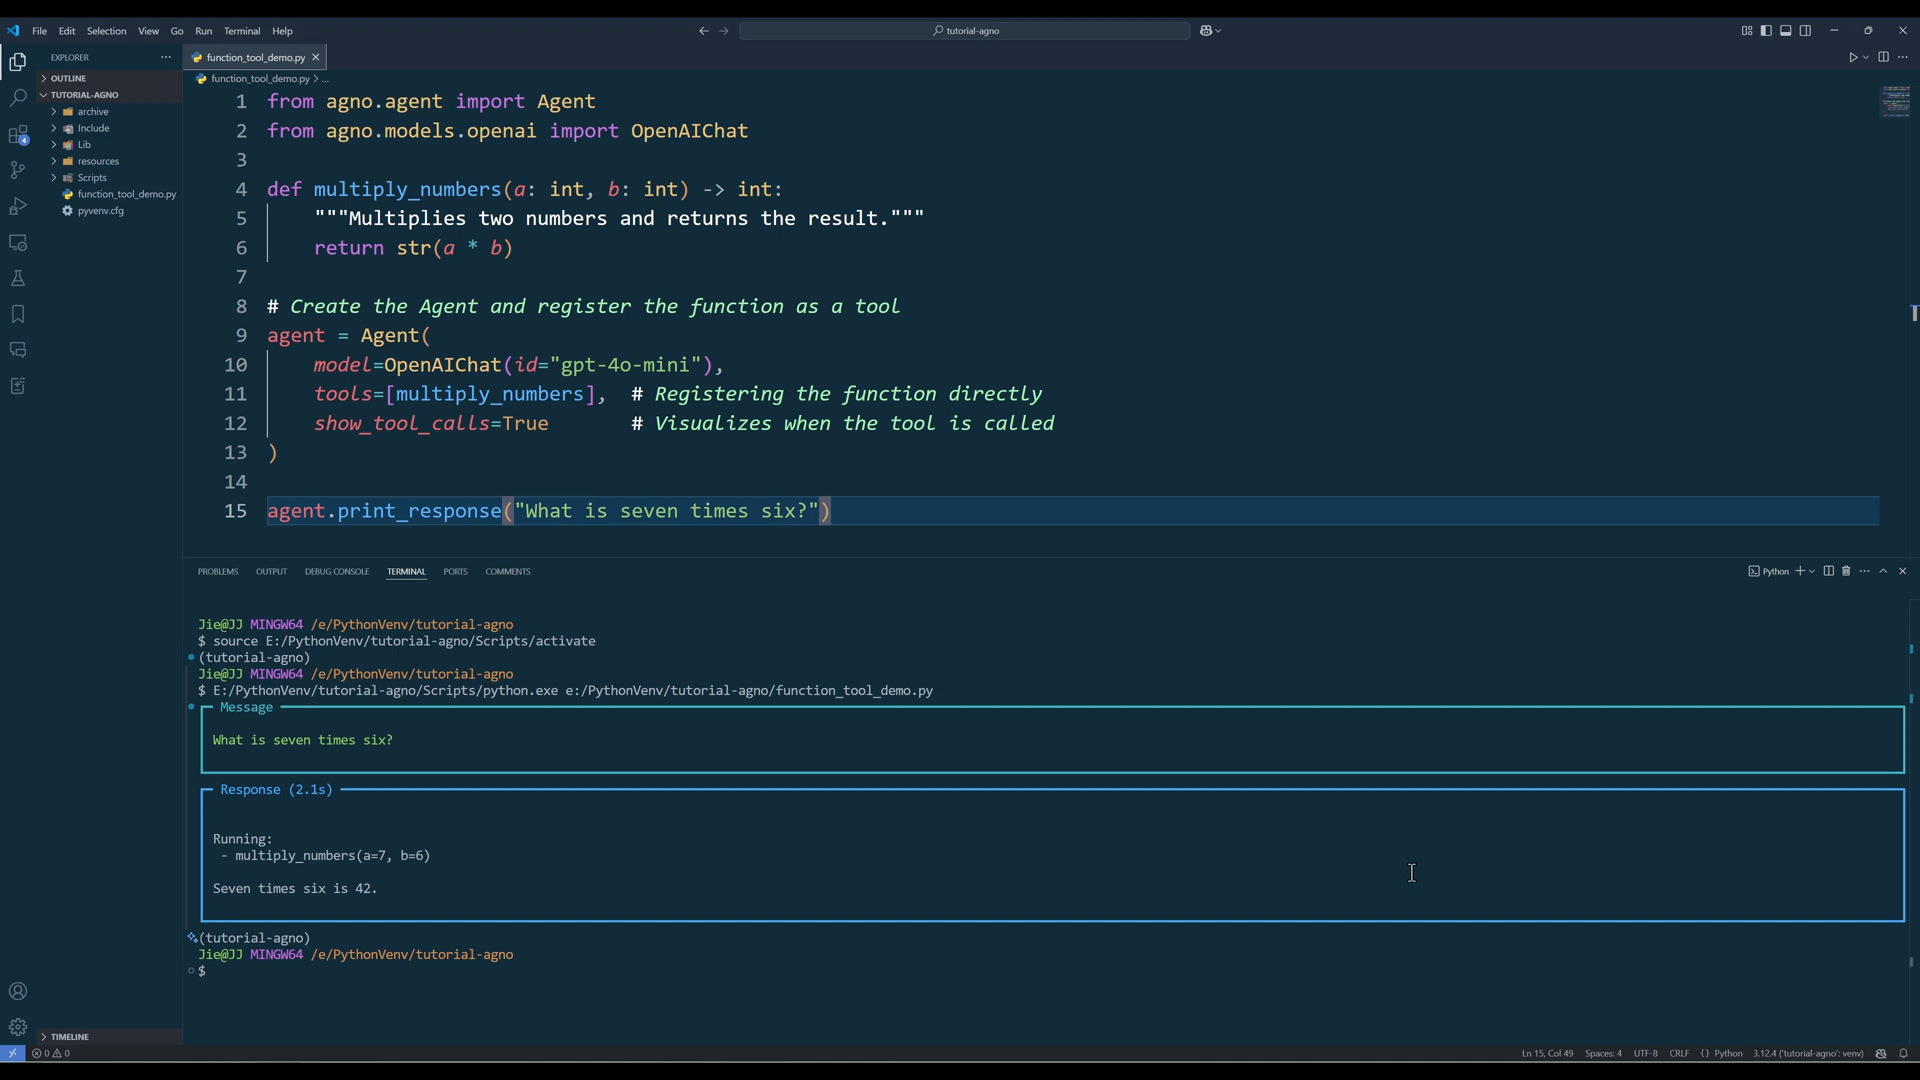 File Edit Selection View Go Run Terminal Help
tutorial-agno
EXPLORER
function_tool_demo.py
OUTLINE
function_tool_demo.py > ...
TUTORIAL-AGNO
archive
Include
Lib
resources
Scripts
function_tool_demo.py
pyvenv.cfg
4
1 from agno.agent import Agent
2 from agno.models.openai import OpenAIChat
3
4 def multiply_numbers(a: int, b: int) -> int:
5 """Multiplies two numbers and returns the result."""
6 return str(a * b)
7
8 # Create the Agent and register the function as a tool
9 agent = Agent(
10 model=OpenAIChat(id="gpt-4o-mini"),
11 tools=[multiply_numbers], # Registering the function directly
12 show_tool_calls=True # Visualizes when the tool is called
13 )
14
15 agent.print_response("What is seven times six?")
PROBLEMS OUTPUT DEBUG CONSOLE TERMINAL PORTS COMMENTS
Python
Jie@JJ MINGW64 /e/PythonVenv/tutorial-agno
$ source E:/PythonVenv/tutorial-agno/Scripts/activate
(tutorial-agno)
Jie@JJ MINGW64 /e/PythonVenv/tutorial-agno
$ E:/PythonVenv/tutorial-agno/Scripts/python.exe e:/PythonVenv/tutorial-agno/function_tool_demo.py
Message
What is seven times six?
Response (2.1s)
Running:
- multiply_numbers(a=7, b=6)
Seven times six is 42.
(tutorial-agno)
Jie@JJ MINGW64 /e/PythonVenv/tutorial-agno
$
TIMELINE
0 0
Ln 15, Col 49 Spaces: 4 UTF-8 CRLF {} Python 3.12.4 ('tutorial-agno': venv)